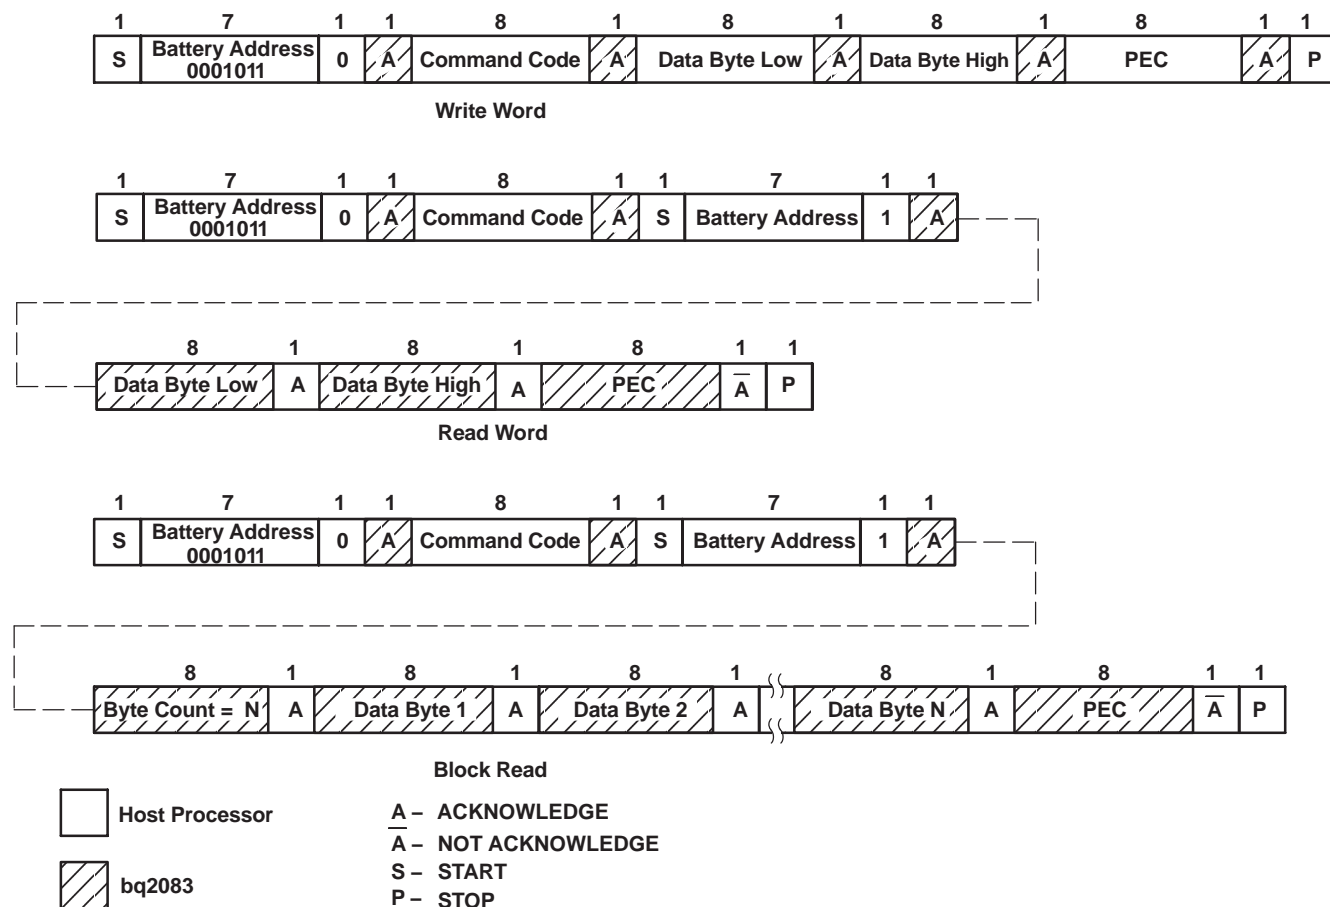 1 7 1 1 8 1 8 1 8 1 8 1 1
S Battery Address 0001011 0 A Command Code A Data Byte Low A Data Byte High A PEC A P
Write Word
1 7 1 1 8 1 1 7 1 1
S Battery Address 0001011 0 A Command Code A S Battery Address 1 A
8 1 8 1 8 1 1
Data Byte Low A Data Byte High A PEC A̅ P
Read Word
1 7 1 1 8 1 1 7 1 1
S Battery Address 0001011 0 A Command Code A S Battery Address 1 A
8 1 8 1 8 1 8 1 8 1 1
Byte Count = N A Data Byte 1 A Data Byte 2 A Data Byte N A PEC A̅ P
Block Read
Host Processor
bq2083
A – ACKNOWLEDGE
A̅ – NOT ACKNOWLEDGE
S – START
P – STOP